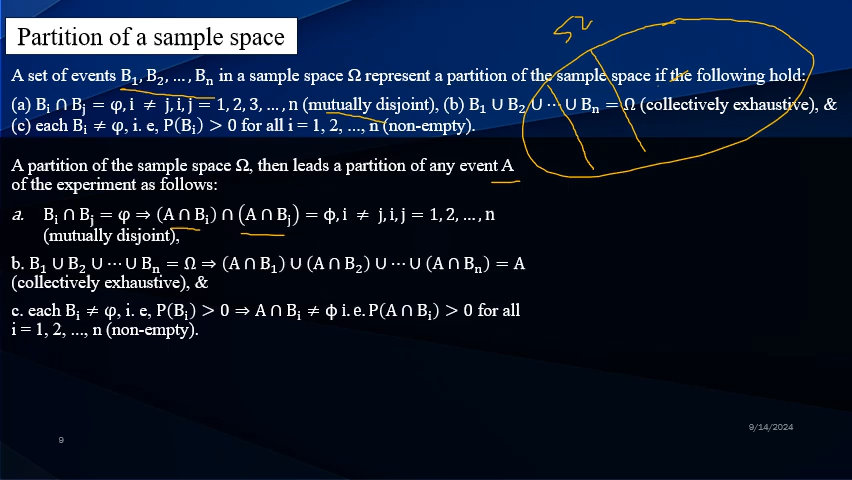 Partition of a sample space
Ω
A set of events B₁, B₂, ..., Bₙ in a sample space Ω represent a partition of the sample space if the following hold:
(a) Bᵢ ∩ Bⱼ = φ, i ≠ j, i, j = 1, 2, 3, ..., n (mutually disjoint), (b) B₁ ∪ B₂ ∪ ⋯ ∪ Bₙ = Ω (collectively exhaustive), &
(c) each Bᵢ ≠ φ, i. e, P(Bᵢ) > 0 for all i = 1, 2, ..., n (non-empty).
A partition of the sample space Ω, then leads a partition of any event A
of the experiment as follows:
a. Bᵢ ∩ Bⱼ = φ ⇒ (A ∩ Bᵢ) ∩ (A ∩ Bⱼ) = ϕ, i ≠ j, i, j = 1, 2, ..., n
(mutually disjoint),
b. B₁ ∪ B₂ ∪ ⋯ ∪ Bₙ = Ω ⇒ (A ∩ B₁) ∪ (A ∩ B₂) ∪ ⋯ ∪ (A ∩ Bₙ) = A
(collectively exhaustive), &
c. each Bᵢ ≠ φ, i. e, P(Bᵢ) > 0 ⇒ A ∩ Bᵢ ≠ ϕ i. e. P(A ∩ Bᵢ) > 0 for all
i = 1, 2, ..., n (non-empty).
9/14/2024
9